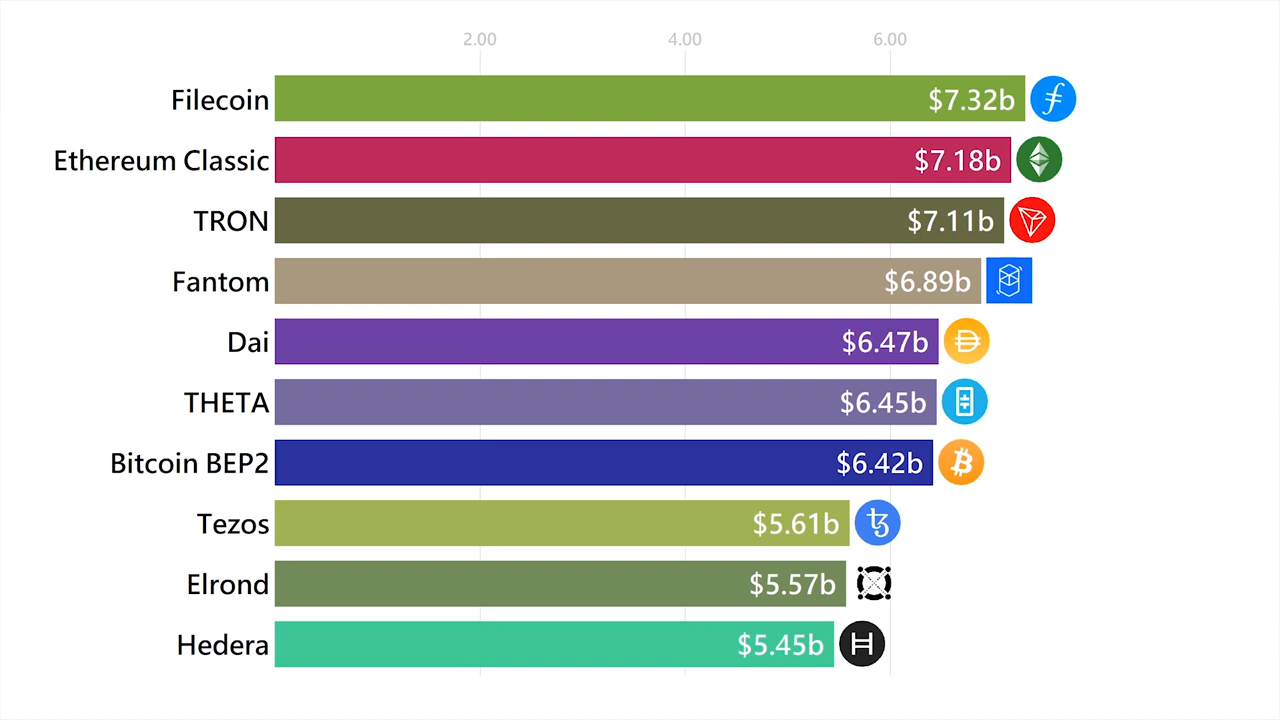 2.00 4.00 6.00
Filecoin $7.32b
Ethereum Classic $7.18b
TRON $7.11b
Fantom $6.89b
Dai $6.47b
THETA $6.45b
Bitcoin BEP2 $6.42b
Tezos $5.61b
Elrond $5.57b
Hedera $5.45b